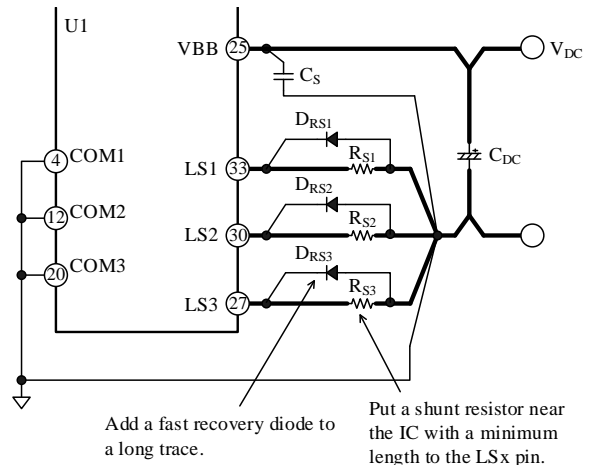 U1
VBB 25
V_DC
C_S
D_RS1
4 COM1
R_S1
C_DC
LS1 33
D_RS2
12 COM2
R_S2
LS2 30
D_RS3
20 COM3
R_S3
LS3 27
Add a fast recovery diode to
a long trace.
Put a shunt resistor near
the IC with a minimum
length to the LSx pin.